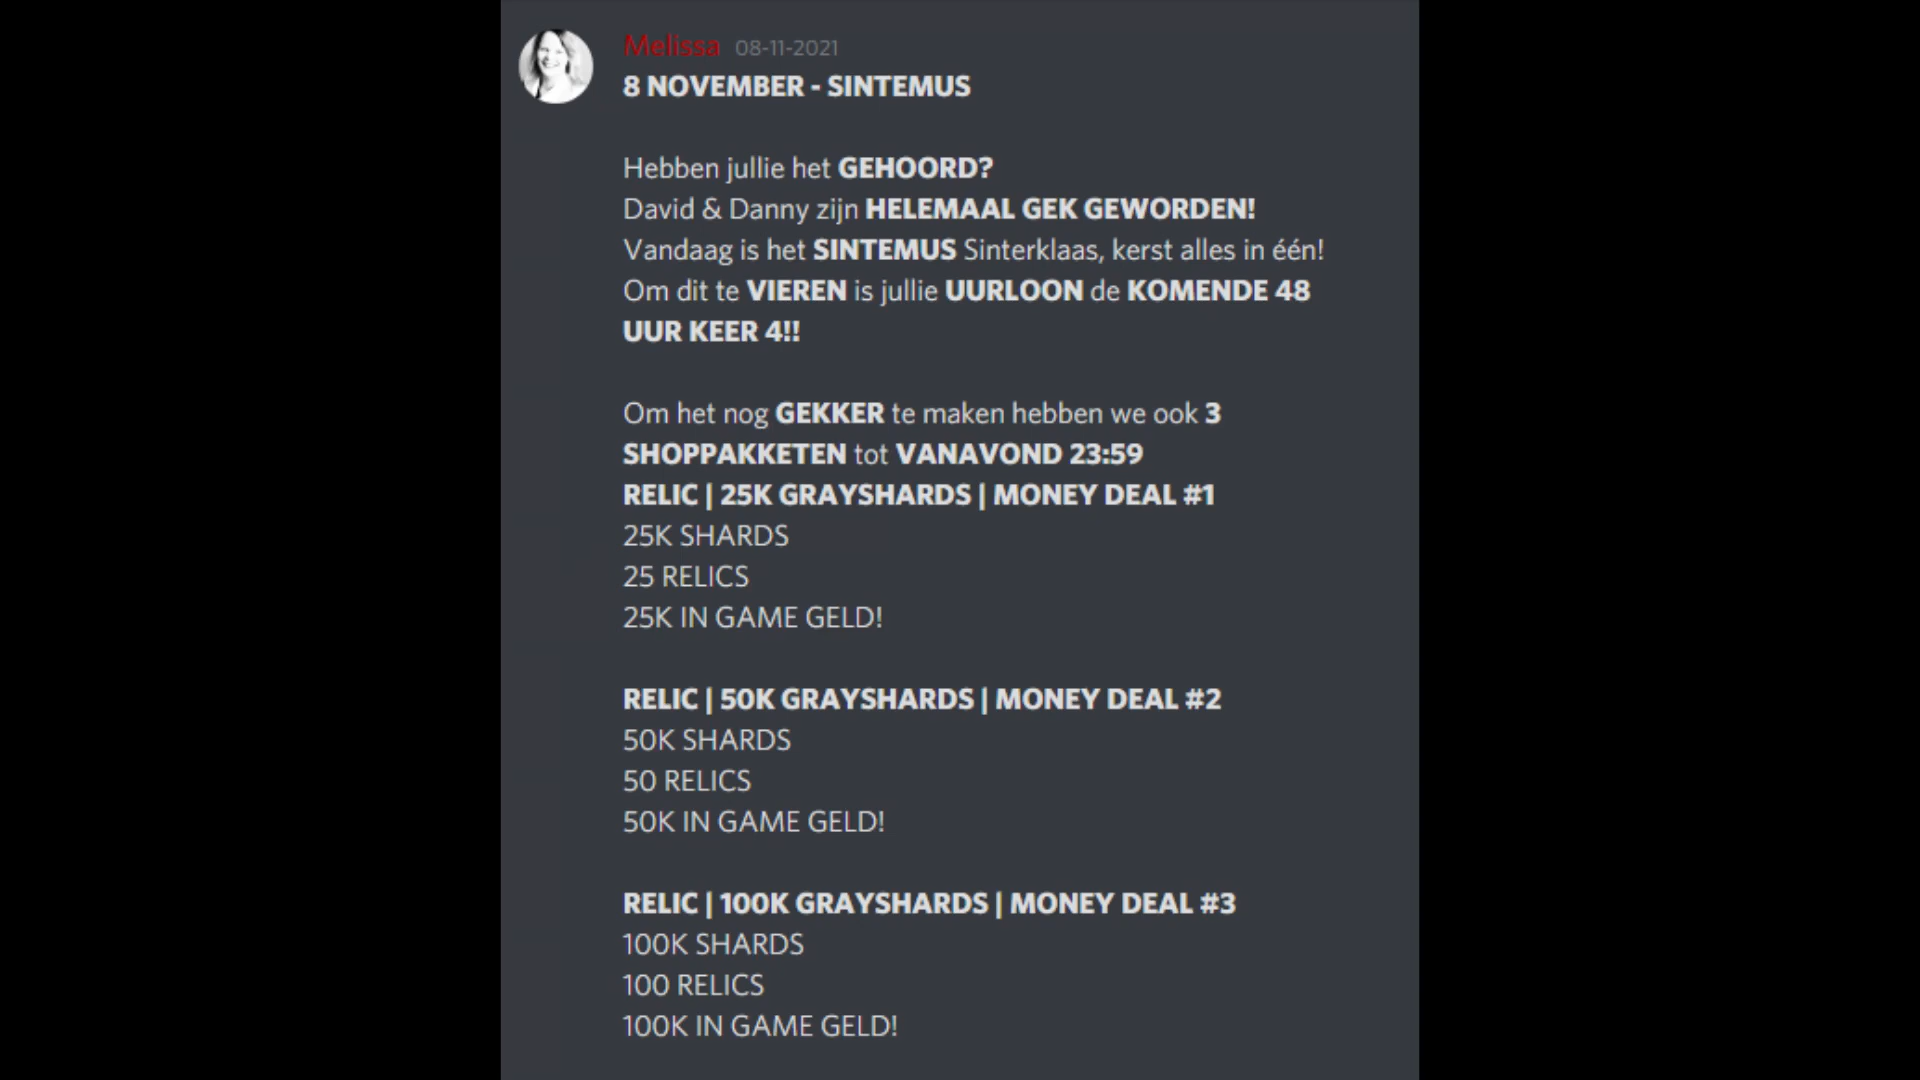 Melissa 08-11-2021
8 NOVEMBER - SINTEMUS
Hebben jullie het GEHOORD?
David & Danny zijn HELEMAAL GEK GEWORDEN!
Vandaag is het SINTEMUS Sinterklaas, kerst alles in één!
Om dit te VIEREN is jullie UURLOON de KOMENDE 48
UUR KEER 4!!
Om het nog GEKKER te maken hebben we ook 3
SHOPPAKKETEN tot VANAVOND 23:59
RELIC | 25K GRAYSHARDS | MONEY DEAL #1
25K SHARDS
25 RELICS
25K IN GAME GELD!
RELIC | 50K GRAYSHARDS | MONEY DEAL #2
50K SHARDS
50 RELICS
50K IN GAME GELD!
RELIC | 100K GRAYSHARDS | MONEY DEAL #3
100K SHARDS
100 RELICS
100K IN GAME GELD!